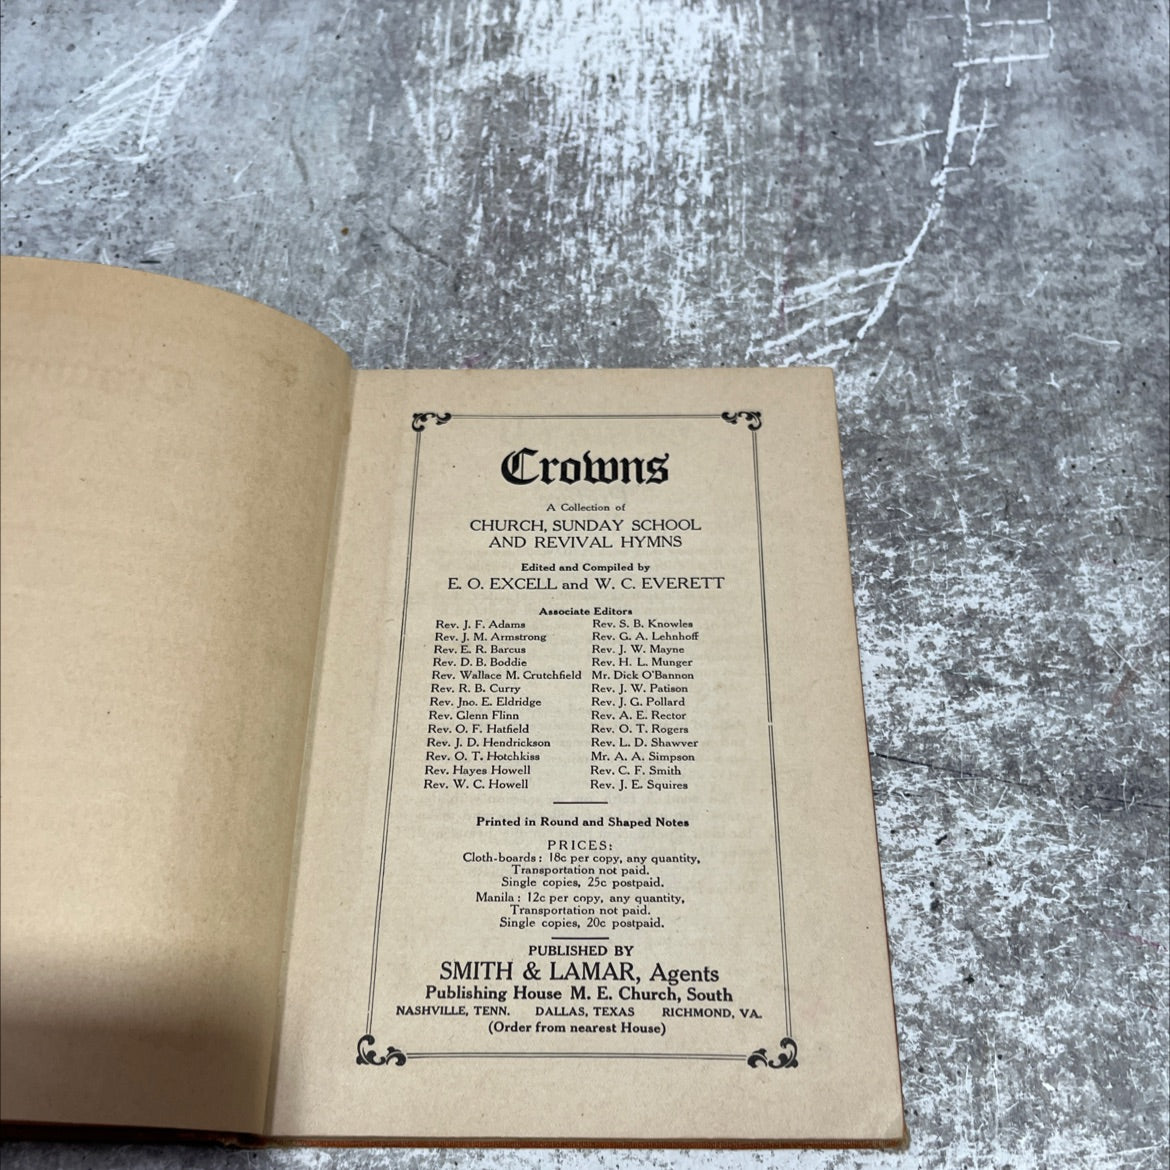 Crowns
A Collection of
CHURCH, SUNDAY SCHOOL
AND REVIVAL HYMNS
Edited and Compiled by
E. O. EXCELL and W. C. EVERETT
Associate Editors
Rev. J. F. Adams
Rev. J. M. Armstrong
Rev. E. R. Barcus
Rev. D. B. Boddie
Rev. Wallace M. Crutchfield
Rev. R. B. Curry
Rev. Jno. E. Eldridge
Rev. Glenn Flinn
Rev. O. F. Hatfield
Rev. J. D. Hendrickson
Rev. O. T. Hotchkiss
Rev. Hayes Howell
Rev. W. C. Howell
Rev. S. B. Knowles
Rev. G. A. Lehnhoff
Rev. J. W. Mayne
Rev. H. L. Munger
Mr. Dick O'Bannon
Rev. J. W. Patison
Rev. J. G. Pollard
Rev. A. E. Rector
Rev. O. T. Rogers
Rev. L. D. Shawver
Mr. A. A. Simpson
Rev. C. F. Smith
Rev. J. E. Squires
Printed in Round and Shaped Notes
PRICES:
Cloth-boards: 18c per copy, any quantity,
Transportation not paid.
Single copies, 25c postpaid.
Manila: 12c per copy, any quantity,
Transportation not paid.
Single copies, 20c postpaid.
PUBLISHED BY
SMITH & LAMAR, Agents
Publishing House M. E. Church, South
NASHVILLE, TENN. DALLAS, TEXAS RICHMOND, VA.
(Order from nearest House)